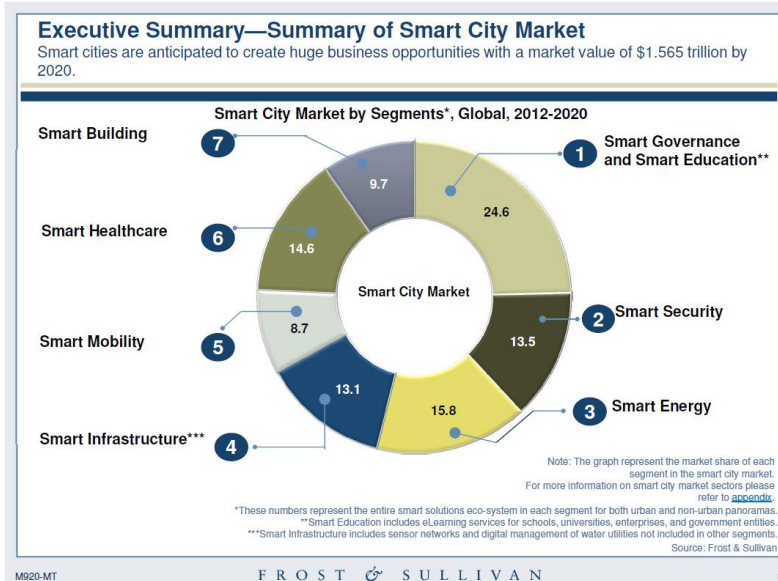 Executive Summary—Summary of Smart City Market
Smart cities are anticipated to create huge business opportunities with a market value of $1.565 trillion by
2020.
Smart City Market by Segments*, Global, 2012-2020
Smart Building
7
9.7
1
Smart Governance
and Smart Education**
24.6
Smart Healthcare
6
14.6
Smart City Market
2
Smart Security
13.5
Smart Mobility
5
8.7
Smart Infrastructure***
4
13.1
15.8
3
Smart Energy
Note: The graph represent the market share of each
segment in the smart city market.
For more information on smart city market sectors please
refer to appendix.
*These numbers represent the entire smart solutions eco-system in each segment for both urban and non-urban panoramas.
**Smart Education includes eLearning services for schools, universities, enterprises, and government entities.
***Smart Infrastructure includes sensor networks and digital management of water utilities not included in other segments.
Source: Frost & Sullivan
M920-MT
FROST & SULLIVAN